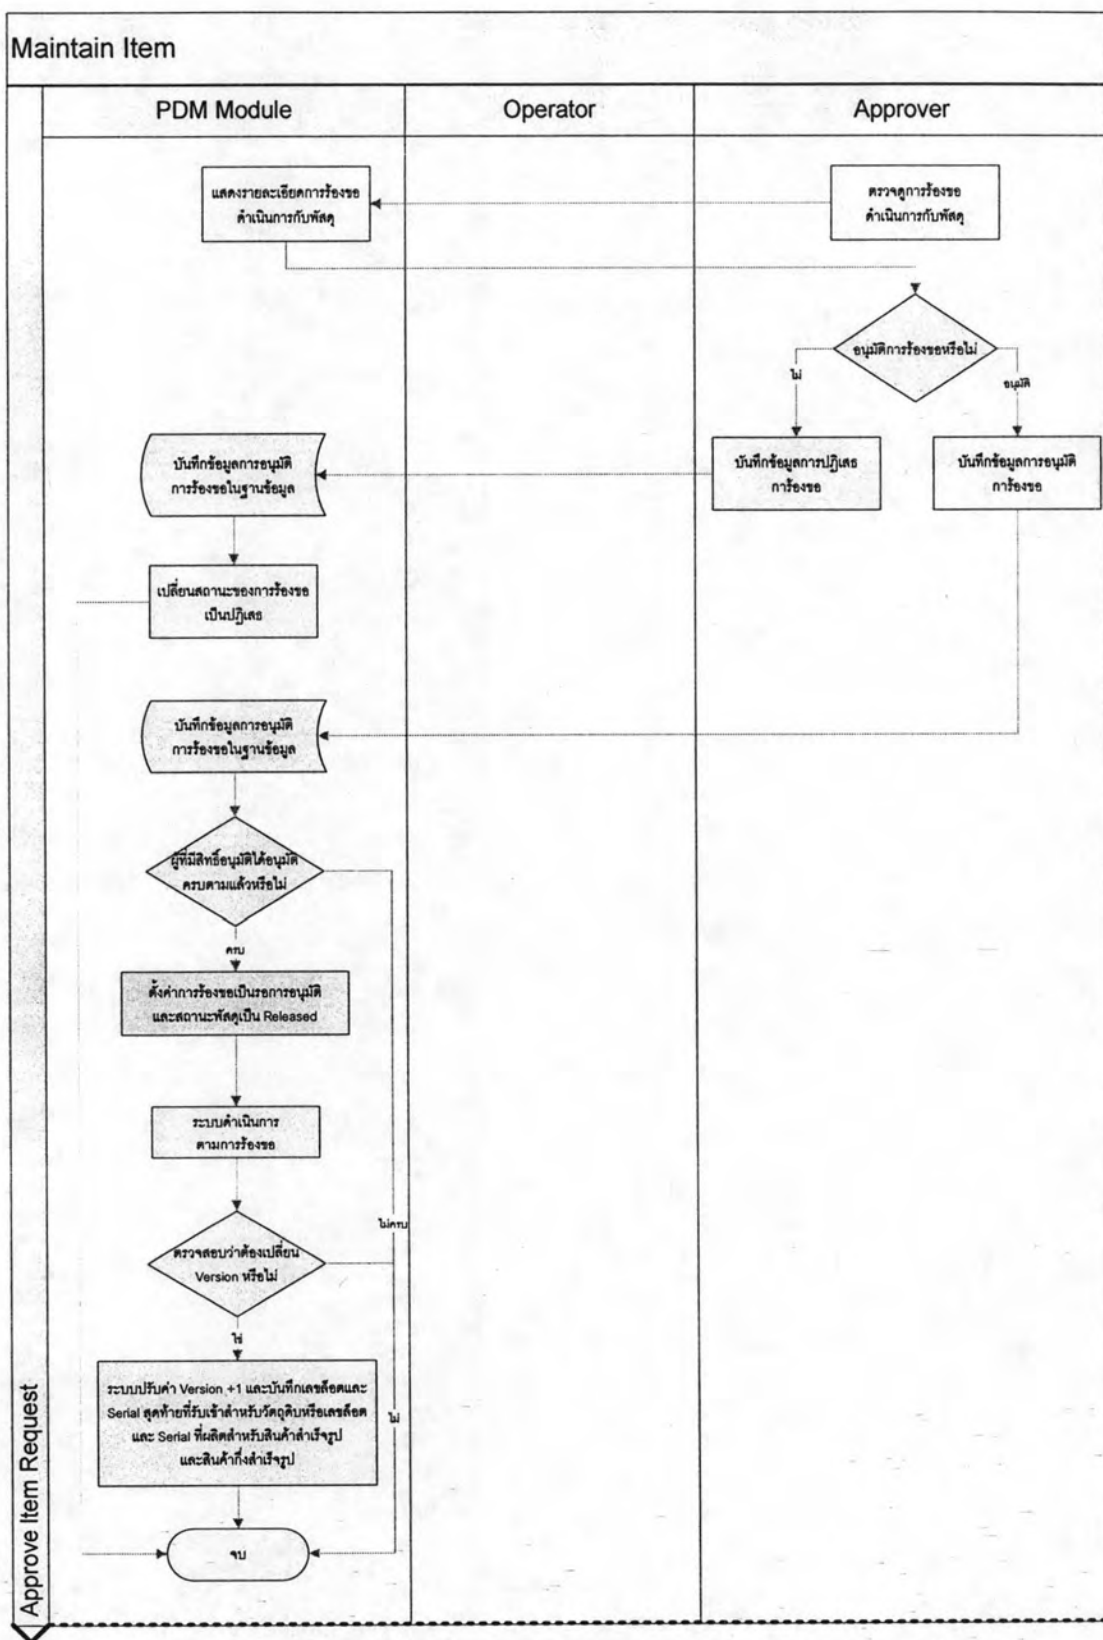 Maintain Item
PDM Module
Operator
Approver
แสดงรายละเอียดการร้องขอ
ดำเนินการกับพัสดุ
ตรวจดูการร้องขอ
ดำเนินการกับพัสดุ
อนุมัติการร้องขอหรือไม่
ไม่
อนุมัติ
บันทึกข้อมูลการอนุมัติ
การร้องขอในฐานข้อมูล
บันทึกข้อมูลการปฏิเสธ
การ้องขอ
บันทึกข้อมูลการอนุมัติ
การ้องขอ
เปลี่ยนสถานะของการร้องขอ
เป็นปฏิเสธ
บันทึกข้อมูลการอนุมัติ
การร้องขอในฐานข้อมูล
ผู้ที่มีสิทธิ์อนุมัติได้อนุมัติ
ครบตามแล้วหรือไม่
ครบ
ตั้งค่าการร้องขอเป็นรอการอนุมัติ
และสถานะพัสดุเป็น Released
ระบบดำเนินการ
ตามการร้องขอ
ไม่ครบ
ตรวจสอบว่าต้องเปลี่ยน
Version หรือไม่
ใช่
ระบบปรับค่า Version +1 และบันทึกเลขล็อตและ
Serial สุดท้ายที่รับเข้าสำหรับวัตถุดิบหรือเลขล็อต
และ Serial ที่ผลิตสำหรับสินค้าสำเร็จรูป
และสินค้ากึ่งสำเร็จรูป
ไม่
จบ
Approve Item Request